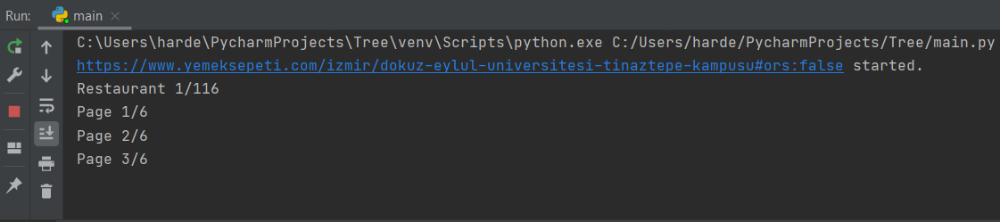 Run: main
C:\Users\harde\PycharmProjects\Tree\venv\Scripts\python.exe C:/Users/harde/PycharmProjects/Tree/main.py
https://www.yemeksepeti.com/izmir/dokuz-eylul-universitesi-tinaztepe-kampusu#ors:false started.
Restaurant 1/116
Page 1/6
Page 2/6
Page 3/6